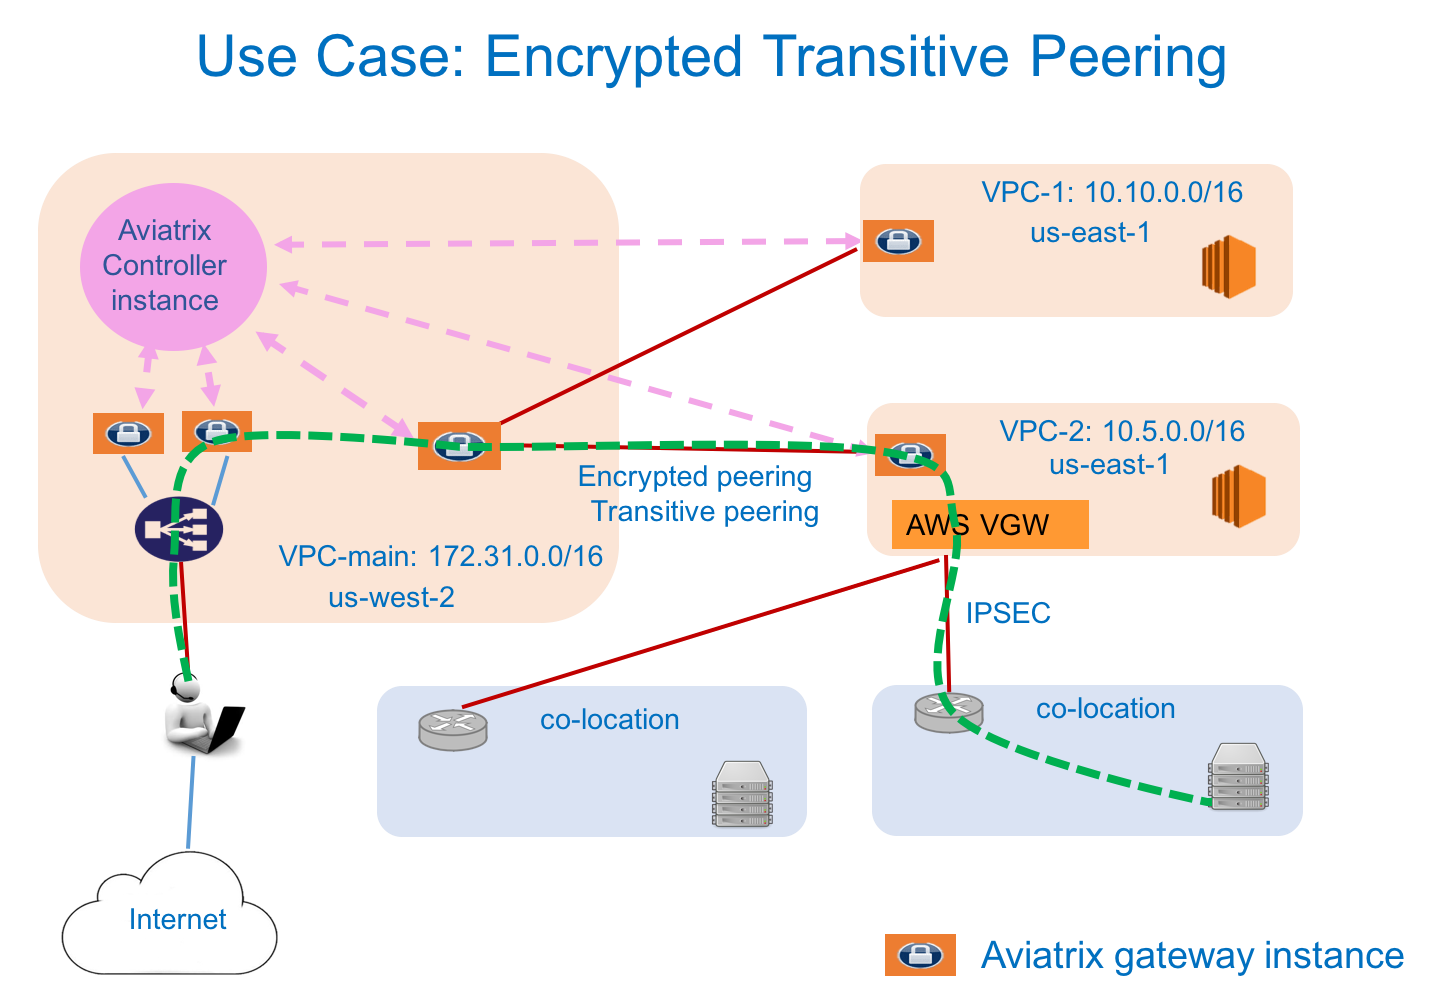 Use Case: Encrypted Transitive Peering
Aviatrix
Controller
instance
VPC-1: 10.10.0.0/16
us-east-1
VPC-2: 10.5.0.0/16
us-east-1
Encrypted peering
Transitive peering
AWS VGW
VPC-main: 172.31.0.0/16
us-west-2
IPSEC
co-location
co-location
Internet
Aviatrix gateway instance